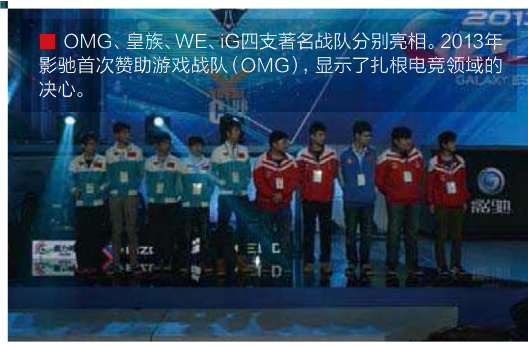 ■ OMG、皇族、WE、iG四支著名战队分别亮相。2013年
影驰首次赞助游戏战队（OMG），显示了扎根电竞领域的
决心。
201
GALAXY
影驰